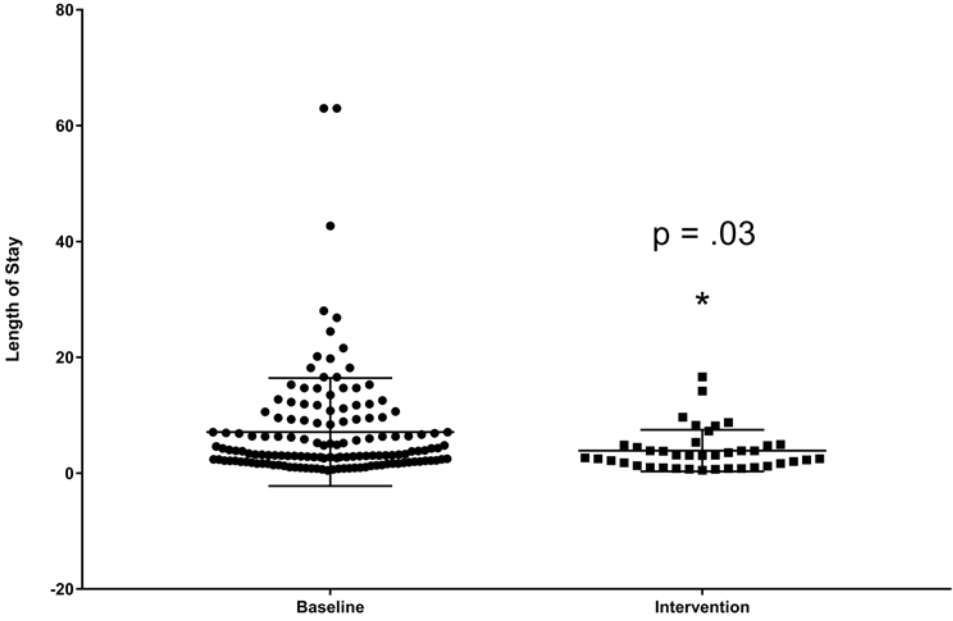 80
60
40
20
0
-20
Length of Stay
p = .03
*
Baseline
Intervention